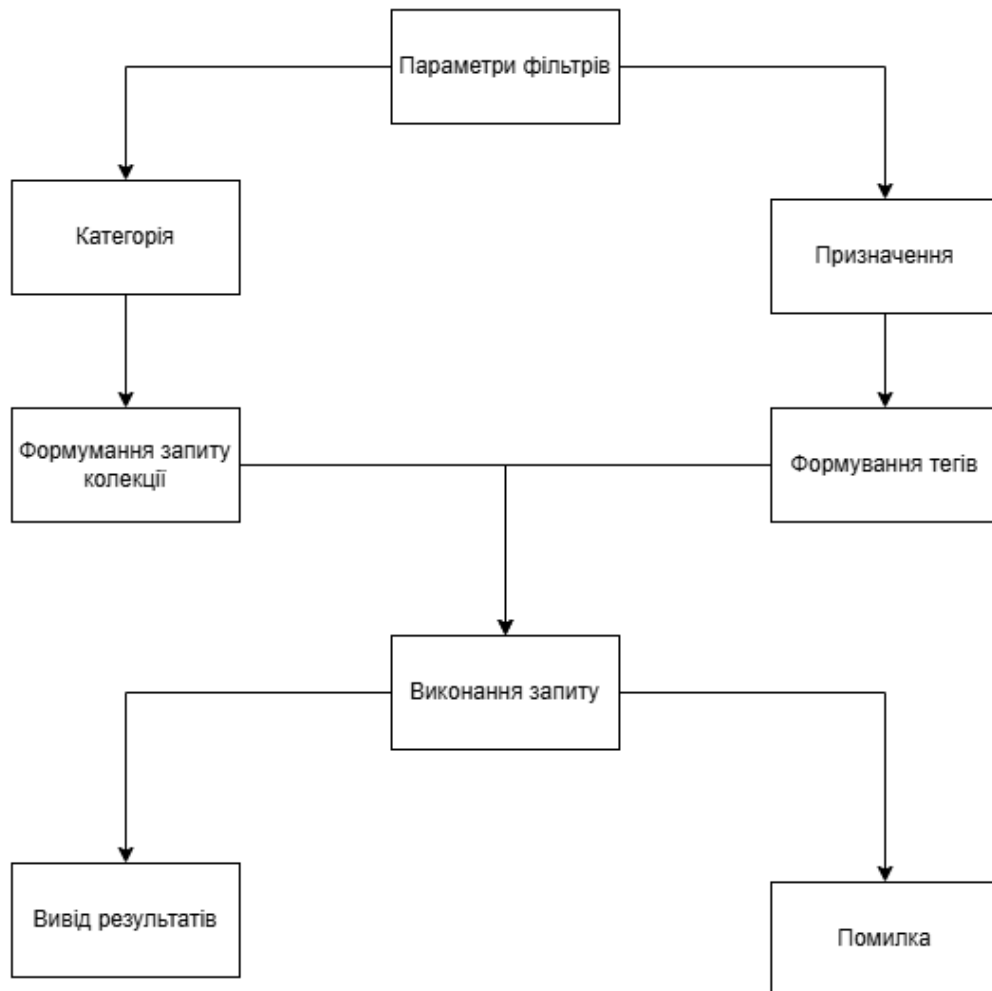 Параметри фільтрів
Категорія
Призначення
Формумання запиту
колекції
Формування тегів
Виконання запиту
Вивід результатів
Помилка